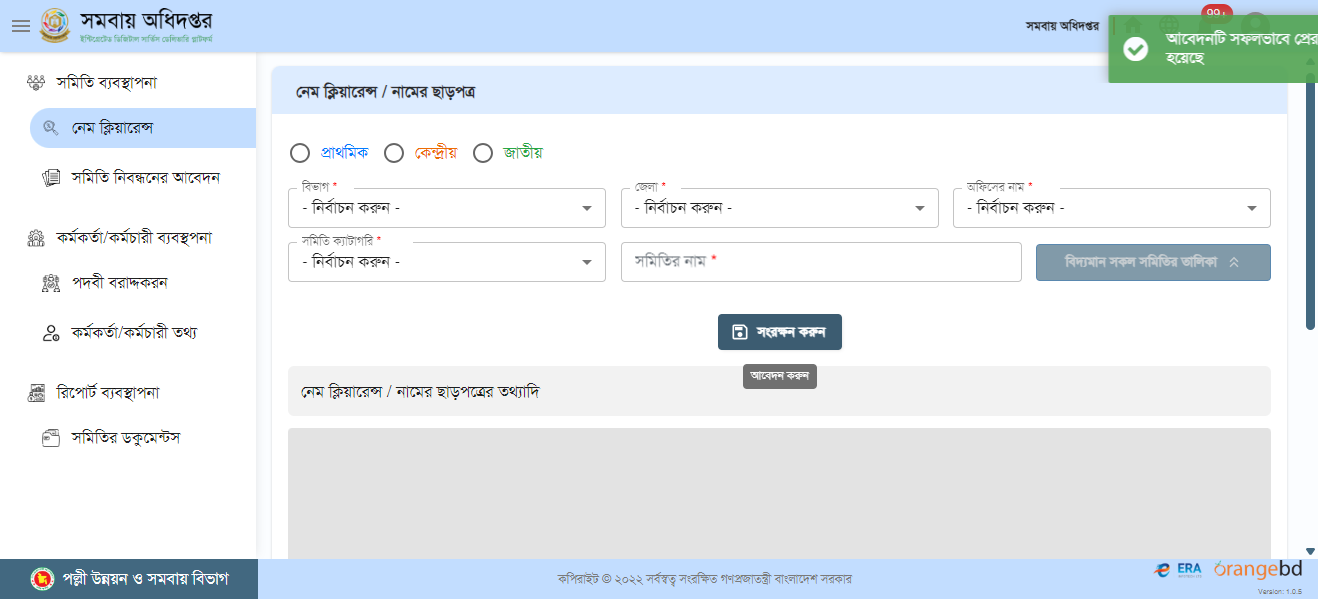 সমবায় অধিদপ্তর
ইন্টিগ্রেটেড ডিজিটাল সার্ভিস ডেলিভারি প্লাটফর্ম
সমবায় অধিদপ্তর
99+
আবেদনটি সফলভাবে প্রের
হয়েছে
সমিতি ব্যবস্থাপনা
নেম ক্লিয়ারেন্স
সমিতি নিবন্ধনের আবেদন
কর্মকর্তা/কর্মচারী ব্যবস্থপনা
পদবী বরাদ্দকরন
কর্মকর্তা/কর্মচারী তথ্য
রিপোর্ট ব্যবস্থাপনা
সমিতির ডকুমেন্টস
নেম ক্লিয়ারেন্স / নামের ছাড়পত্র
প্রাথমিক কেন্দ্রীয় জাতীয়
বিভাগ * জেলা * অফিসের নাম *
- নির্বাচন করুন - - নির্বাচন করুন - - নির্বাচন করুন -
সমিতি ক্যাটাগরি *
- নির্বাচন করুন - সমিতির নাম * বিদ্যমান সকল সমিতির তালিকা
সংরক্ষন করুন
আবেদন করুন
নেম ক্লিয়ারেন্স / নামের ছাড়পত্রের তথ্যাদি
পল্লী উন্নয়ন ও সমবায় বিভাগ
কপিরাইট © ২০২২ সর্বস্বত্ব সংরক্ষিত গণপ্রজাতন্ত্রী বাংলাদেশ সরকার
ERA
orangebd
Version: 1.0.5